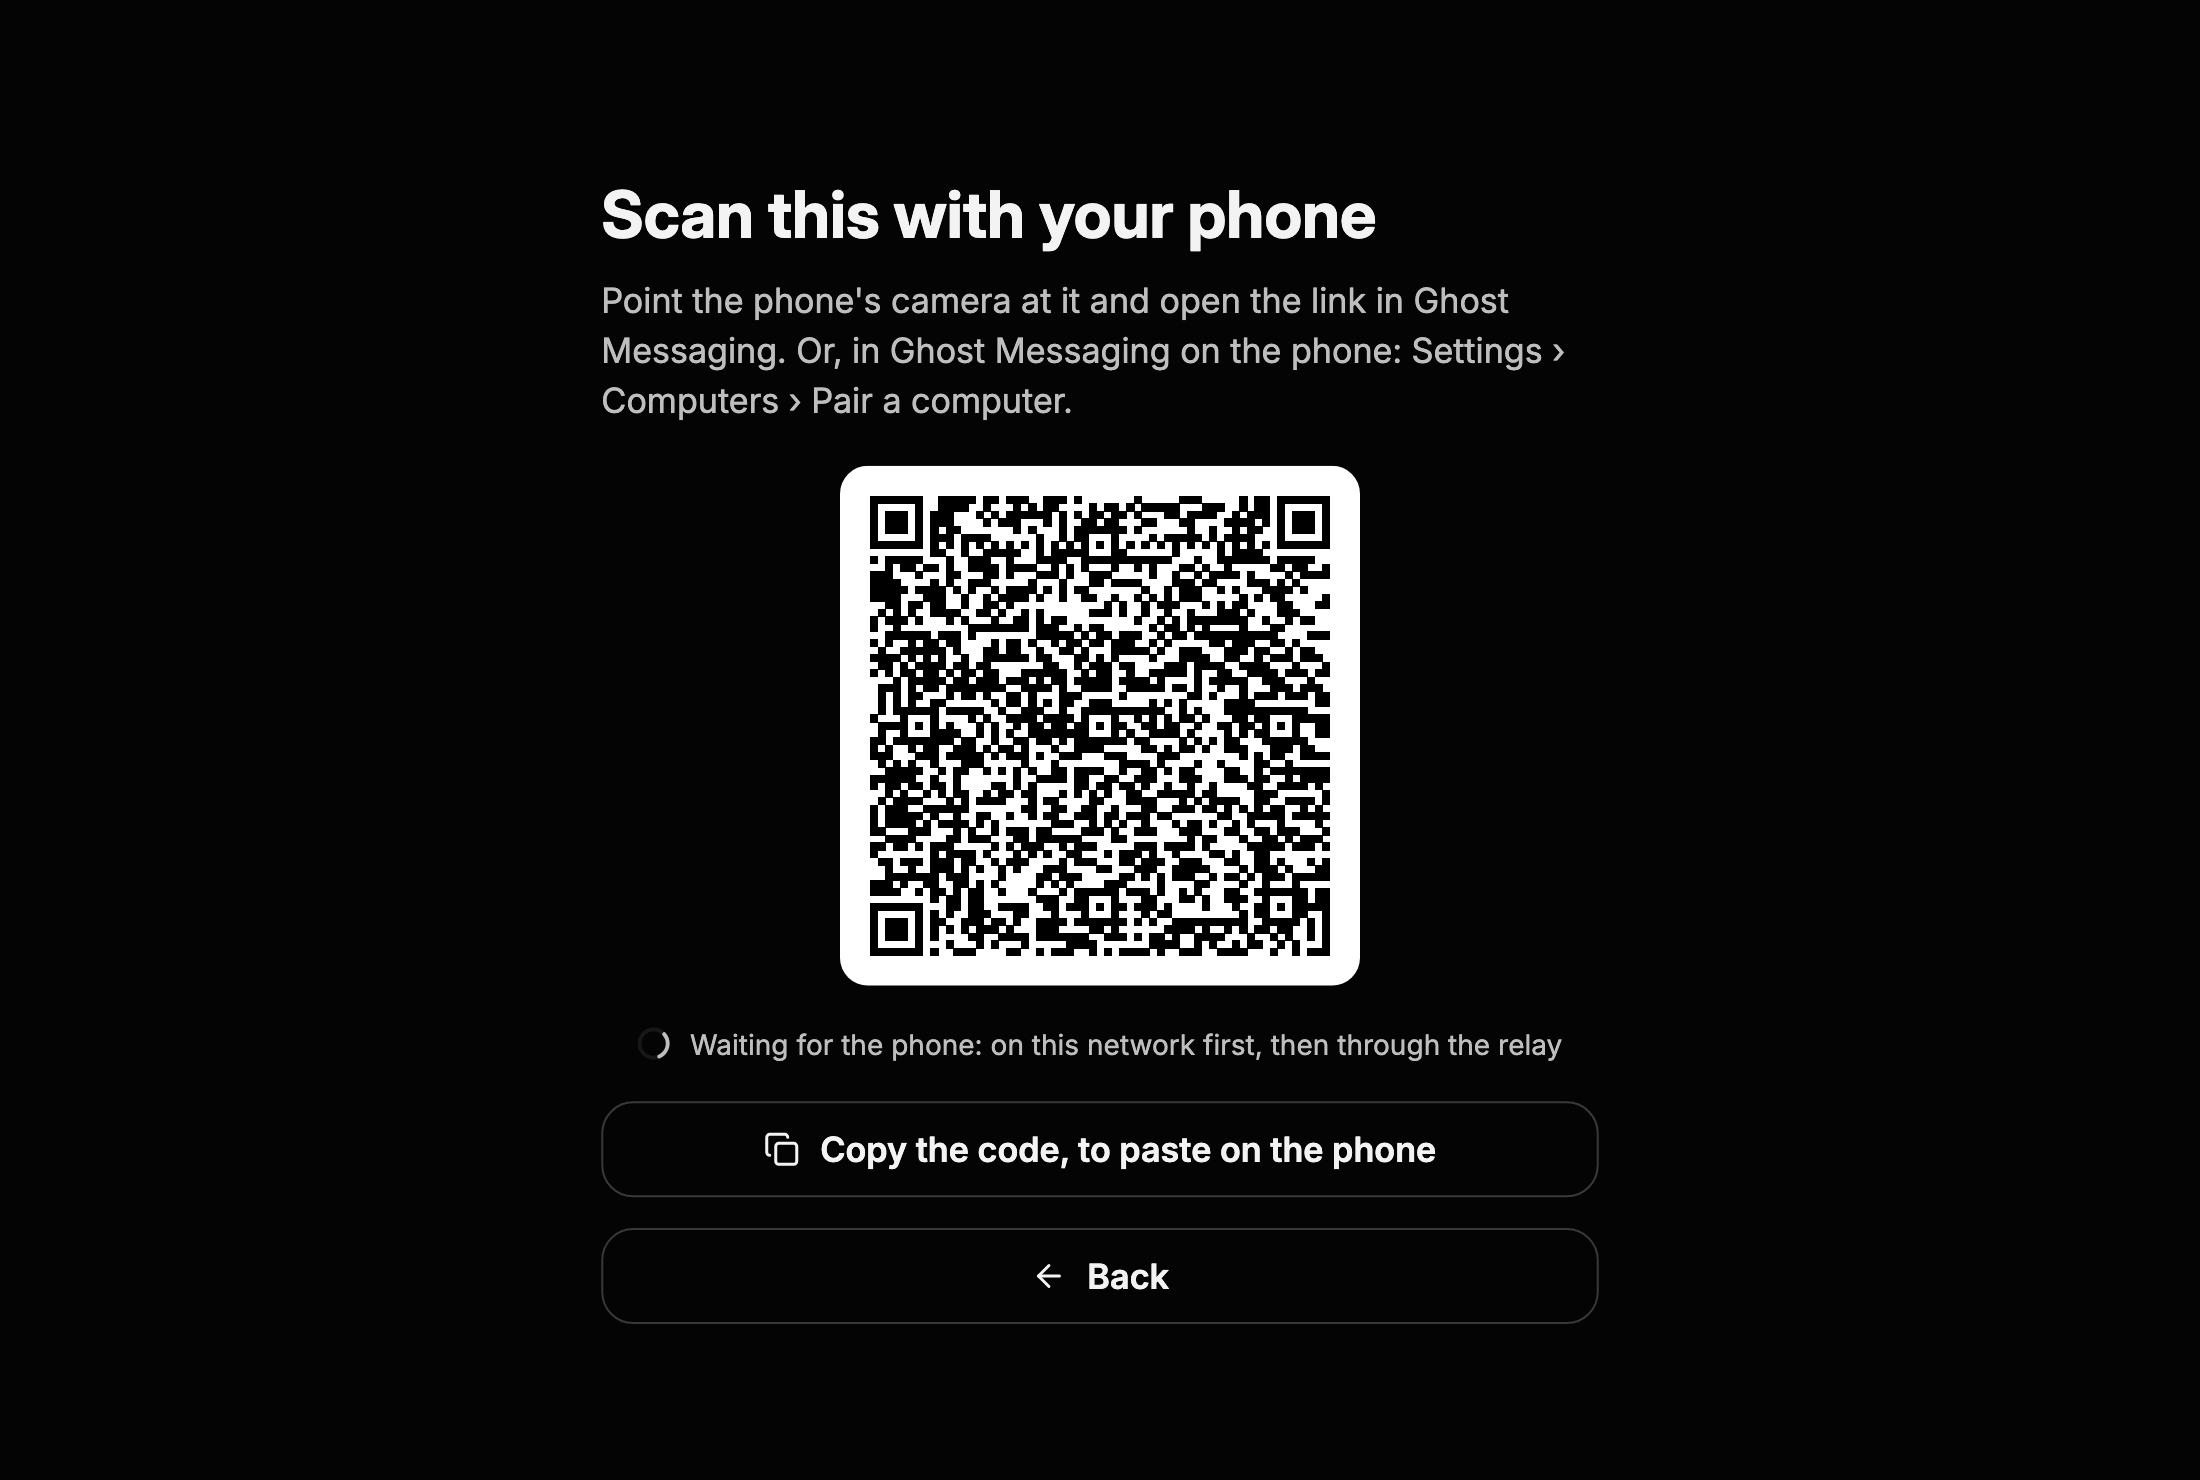 Scan this with your phone
Point the phone's camera at it and open the link in Ghost
Messaging. Or, in Ghost Messaging on the phone: Settings ›
Computers › Pair a computer.
Waiting for the phone: on this network first, then through the relay
Copy the code, to paste on the phone
Back